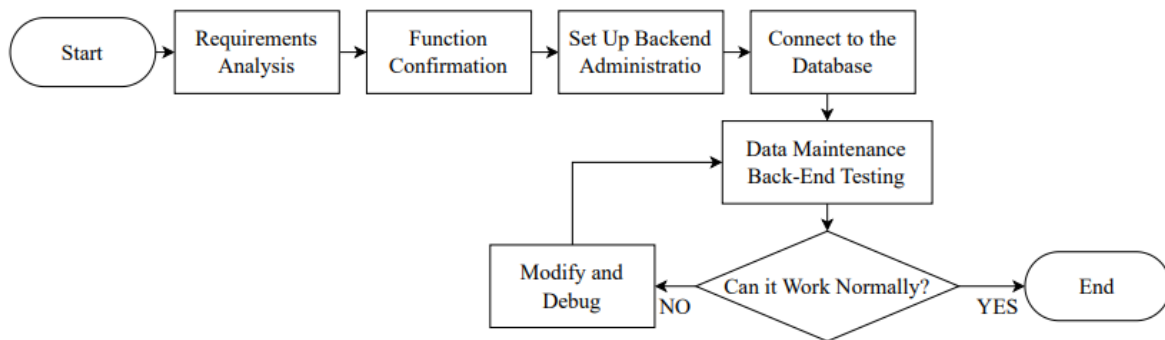 Start
Requirements
Analysis
Function
Confirmation
Set Up Backend
Administratio
Connect to the
Database
Data Maintenance
Back-End Testing
Modify and
Debug
NO
Can it Work Normally?
YES
End